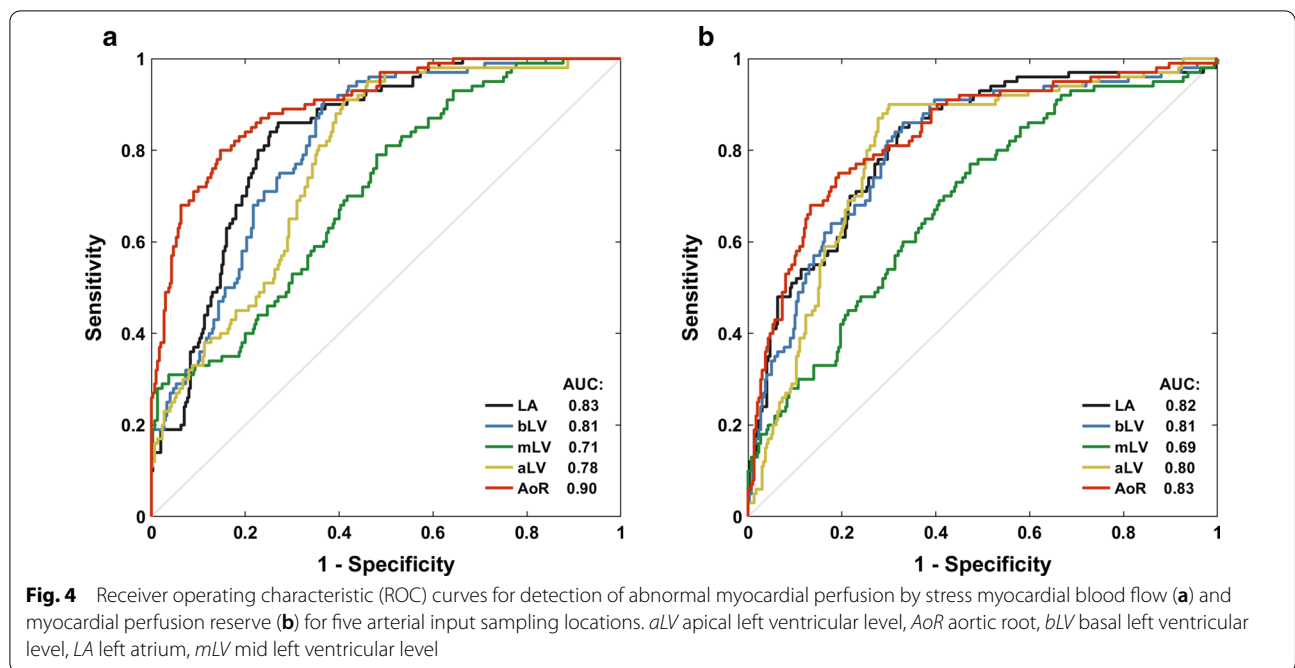 a
b
1
0.8
0.6
0.4
0.2
0
Sensitivity
0 0.2 0.4 0.6 0.8 1
1 - Specificity
AUC:
LA 0.83
bLV 0.81
mLV 0.71
aLV 0.78
AoR 0.90
1
0.8
0.6
0.4
0.2
0
Sensitivity
0 0.2 0.4 0.6 0.8 1
1 - Specificity
AUC:
LA 0.82
bLV 0.81
mLV 0.69
aLV 0.80
AoR 0.83
Fig. 4 Receiver operating characteristic (ROC) curves for detection of abnormal myocardial perfusion by stress myocardial blood flow (a) and
myocardial perfusion reserve (b) for five arterial input sampling locations. aLV apical left ventricular level, AoR aortic root, bLV basal left ventricular
level, LA left atrium, mLV mid left ventricular level